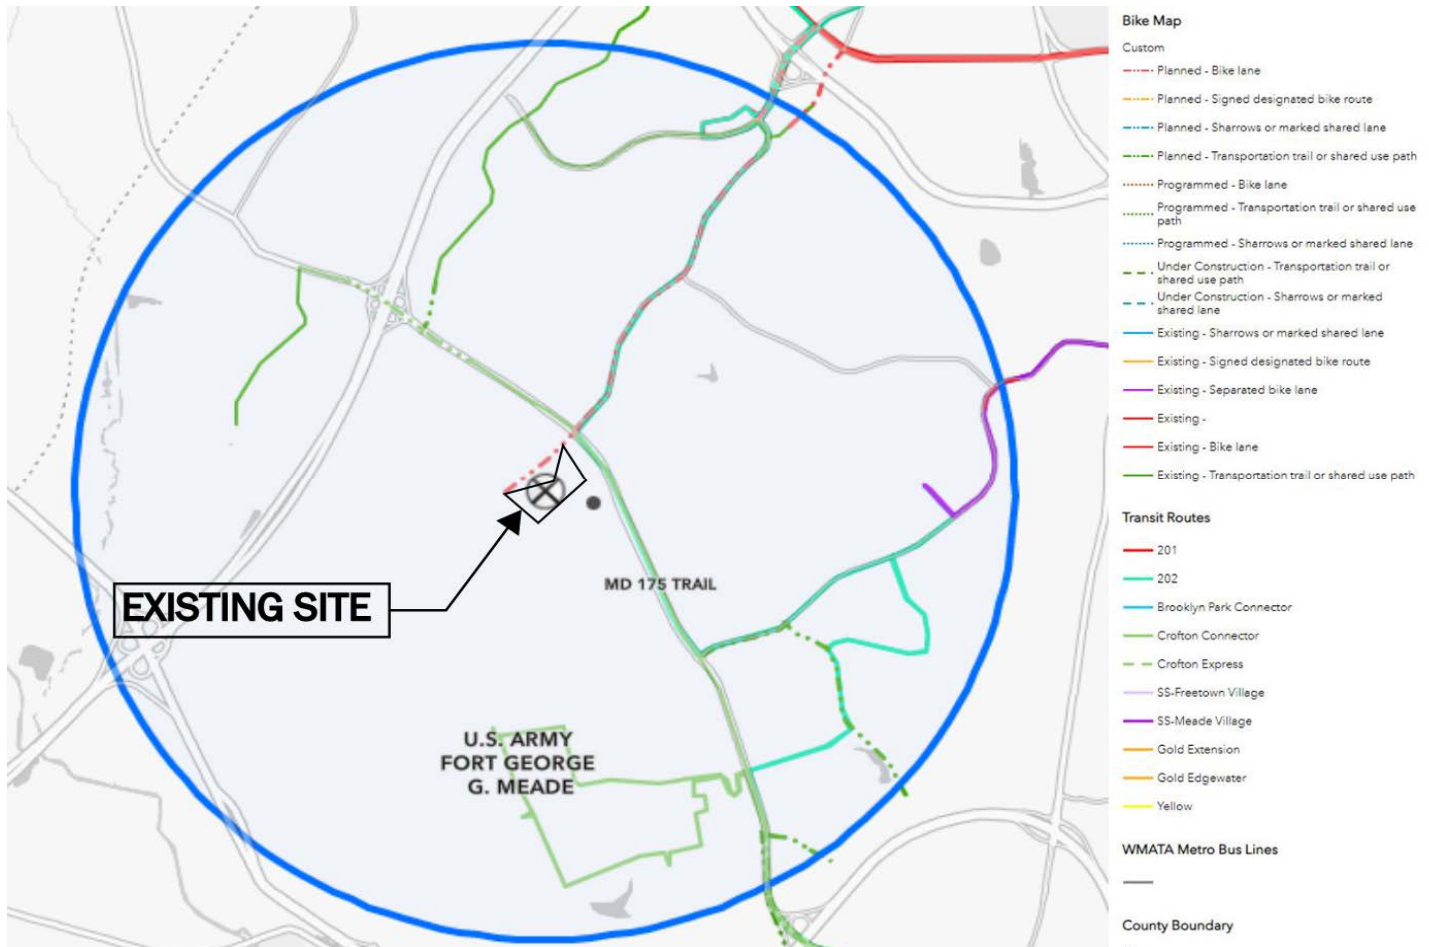 EXISTING SITE
MD 175 TRAIL
U.S. ARMY
FORT GEORGE
G. MEADE
Bike Map
Custom
Planned - Bike lane
Planned - Signed designated bike route
Planned - Sharrows or marked shared lane
Planned - Transportation trail or shared use path
Programmed - Bike lane
Programmed - Transportation trail or shared use
path
Programmed - Sharrows or marked shared lane
Under Construction - Transportation trail or
shared use path
Under Construction - Sharrows or marked
shared lane
Existing - Sharrows or marked shared lane
Existing - Signed designated bike route
Existing - Separated bike lane
Existing -
Existing - Bike lane
Existing - Transportation trail or shared use path
Transit Routes
201
202
Brooklyn Park Connector
Crofton Connector
Crofton Express
SS-Freetown Village
SS-Meade Village
Gold Extension
Gold Edgewater
Yellow
WMATA Metro Bus Lines
County Boundary